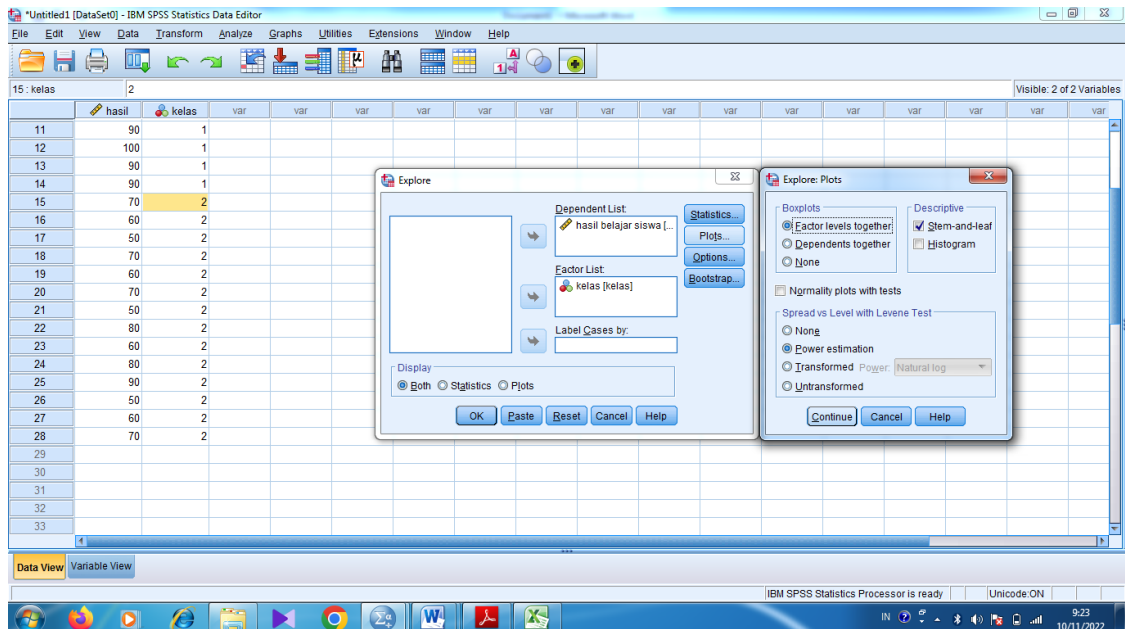 *Untitled1 [DataSet0] - IBM SPSS Statistics Data Editor
File Edit View Data Transform Analyze Graphs Utilities Extensions Window Help
15 : kelas 2 Visible: 2 of 2 Variables
hasil kelas var var var var var var var var var var var var var var
11 90 1
12 100 1
13 90 1
14 90 1
15 70 2
16 60 2
17 50 2
18 70 2
19 60 2
20 70 2
21 50 2
22 80 2
23 60 2
24 80 2
25 90 2
26 50 2
27 60 2
28 70 2
29
30
31
32
33
Explore
Dependent List:
hasil belajar siswa [...
Factor List:
kelas [kelas]
Label Cases by:
Statistics...
Plots...
Options...
Bootstrap...
Display
Both Statistics Plots
OK Paste Reset Cancel Help
Explore: Plots
Boxplots
Factor levels together
Dependents together
None
Descriptive
Stem-and-leaf
Histogram
Normality plots with tests
Spread vs Level with Levene Test
None
Power estimation
Transformed Power: Natural log
Untransformed
Continue Cancel Help
Data View Variable View
IBM SPSS Statistics Processor is ready Unicode:ON
IN 9:23
10/11/2022